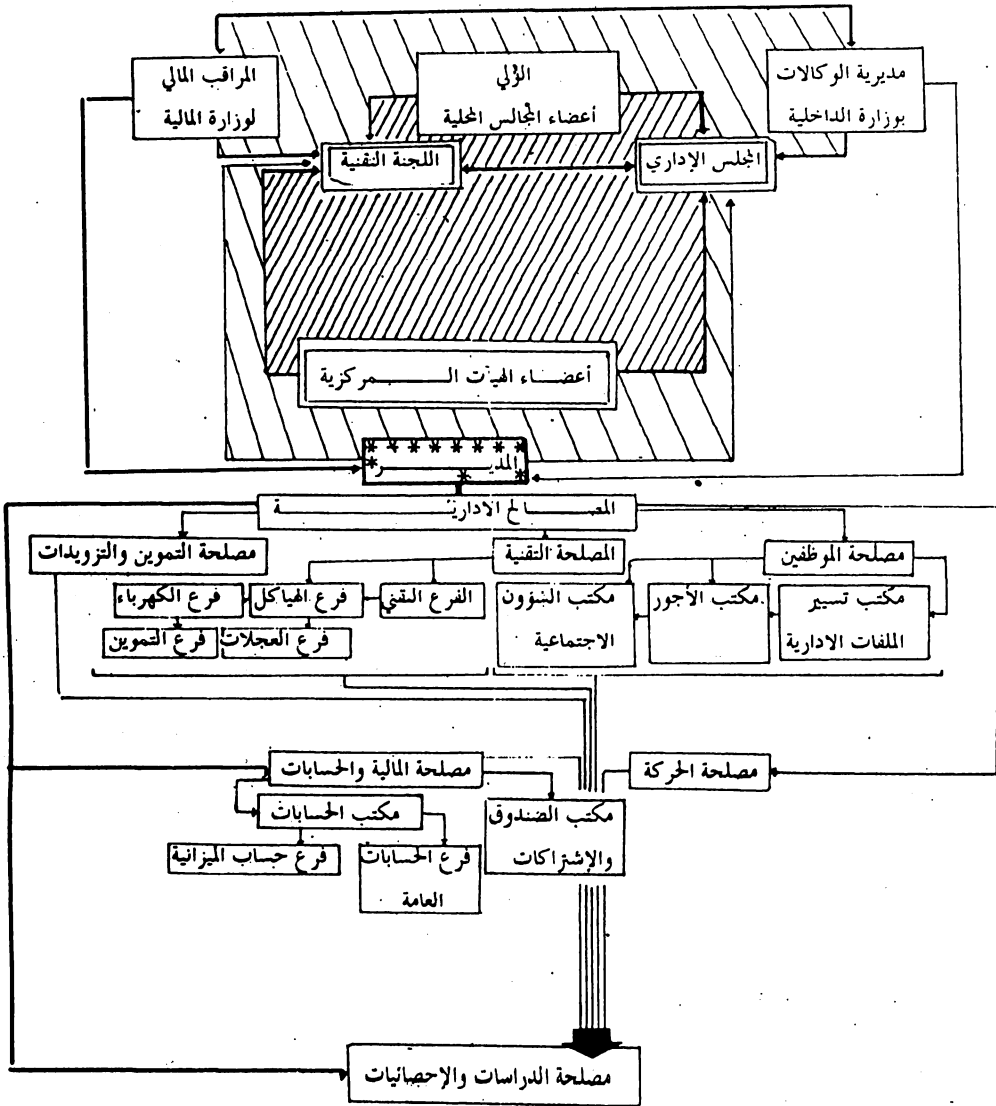 مديرية الوكالات
بوزارة الداخلية
الؤلي
أعضاء المجالس المحلية
المراقب المالي
لوزارة المالية
المجلس الإداري
اللجنة التقنية
أعضاء الهيآت المركزية
المدير
المصالح الادارية
مصلحة الموظفين
المصلحة التقنية
مصلحة التموين والتزويدات
مكتب تسيير
الملفات الادارية
مكتب الأجور
مكتب الشؤون
الاجتماعية
الفرع التقني
فرع الهياكل
فرع الكهرباء
فرع العجلات
فرع التموين
مصلحة الحركة
مصلحة المالية والحسابات
مكتب الصندوق
والإشتراكات
مكتب الحسابات
فرع الحسابات
العامة
فرع حساب الميزانية
مصلحة الدراسات والإحصائيات